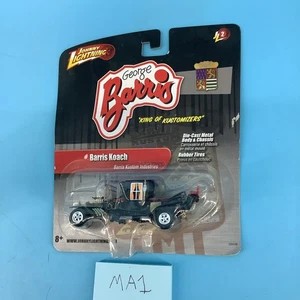 JOHNNY
LIGHTNING
2
George
Barris
"KING OF KUSTOMIZERS"
# Barris Koach
Barris Kustom Industries
Die-Cast Metal
Body & Chassis
Rubber Tires
8+
MA1